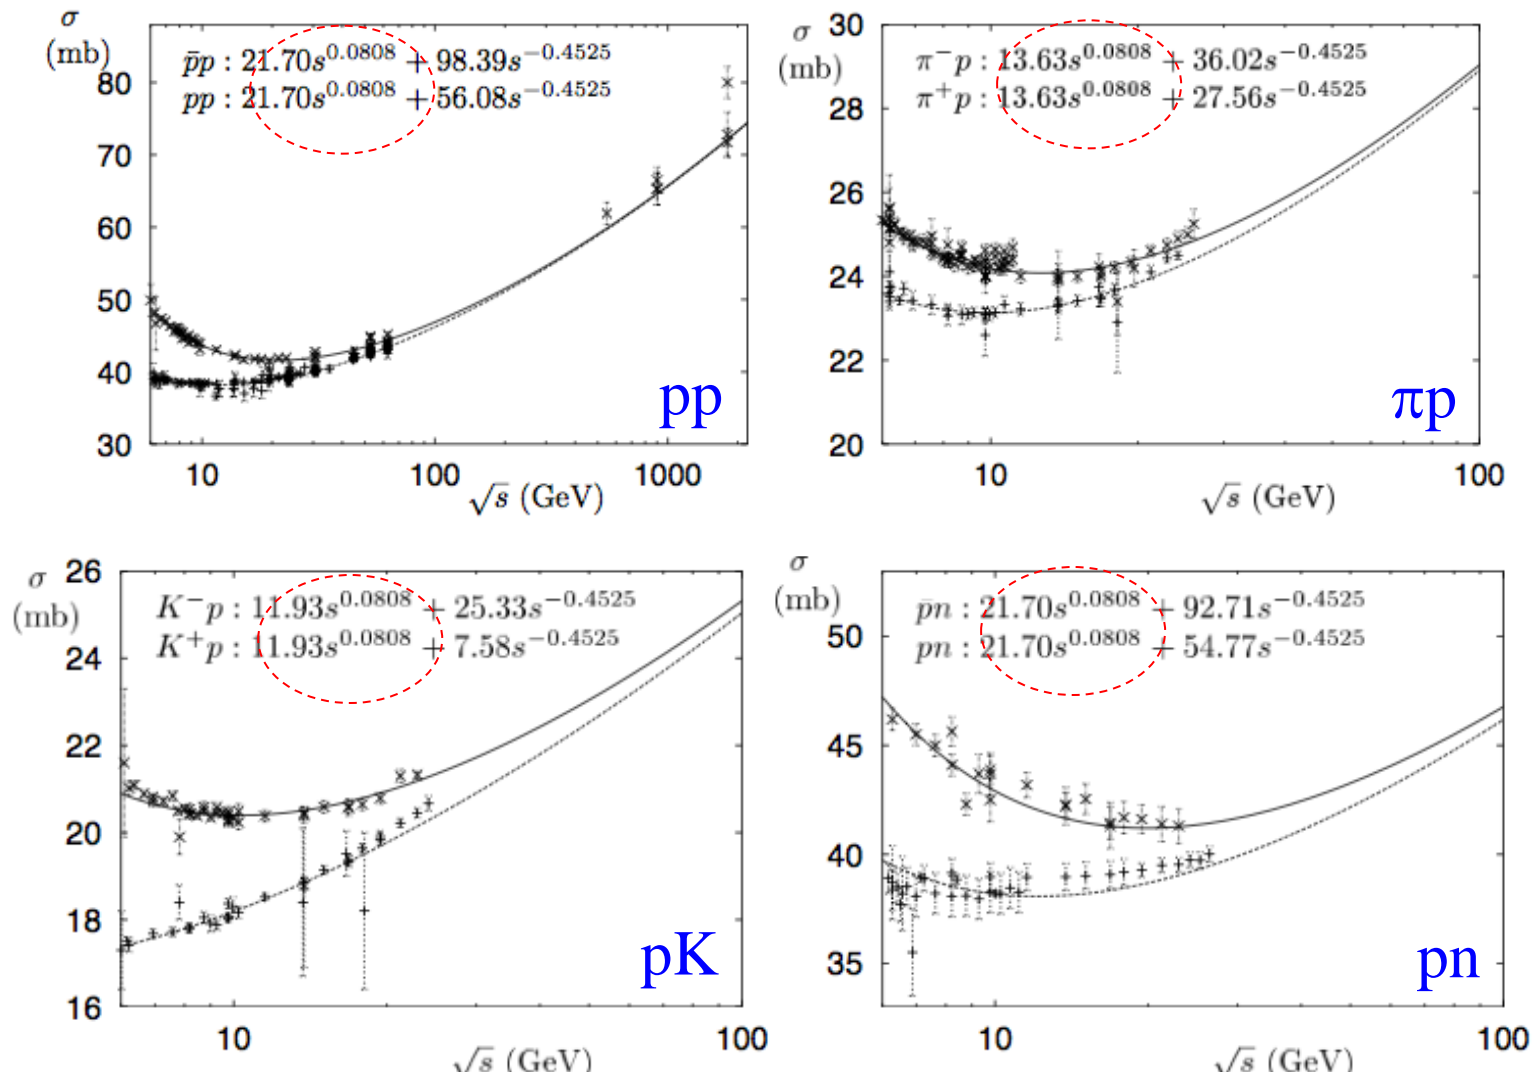 σ
(mb)
p̄p : 21.70s^0.0808 + 98.39s^−0.4525
pp : 21.70s^0.0808 + 56.08s^−0.4525
80
70
60
50
40
30
pp
10 100 1000
√s (GeV)
σ
(mb)
π⁻p : 13.63s^0.0808 + 36.02s^−0.4525
π⁺p : 13.63s^0.0808 + 27.56s^−0.4525
30
28
26
24
22
20
πp
10 100
√s (GeV)
σ
(mb)
K⁻p : 11.93s^0.0808 + 25.33s^−0.4525
K⁺p : 11.93s^0.0808 + 7.58s^−0.4525
26
24
22
20
18
16
pK
10 100
√s (GeV)
σ
(mb)
p̄n : 21.70s^0.0808 + 92.71s^−0.4525
pn : 21.70s^0.0808 + 54.77s^−0.4525
50
45
40
35
pn
10 100
√s (GeV)